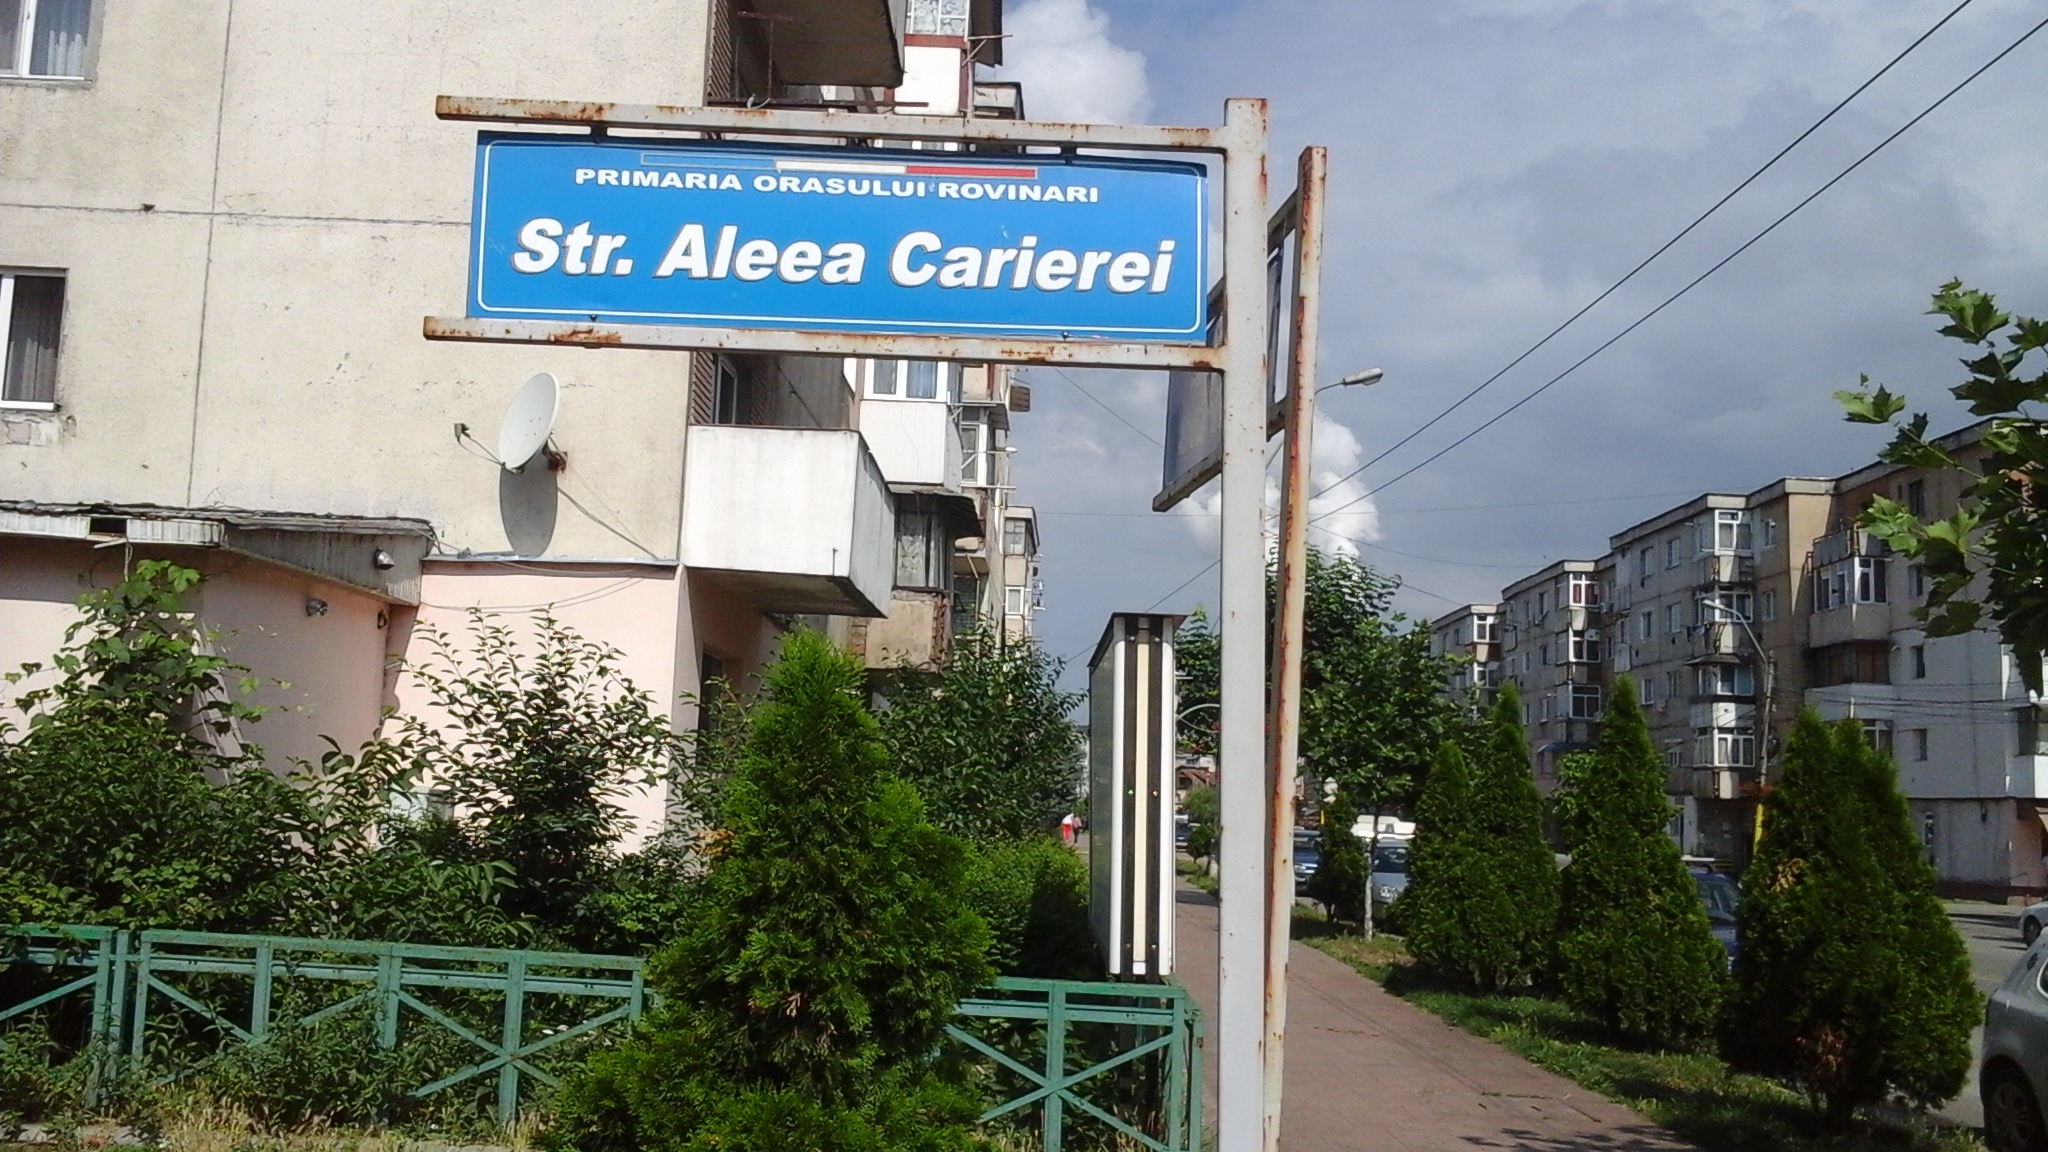 PRIMARIA ORASULUI ROVINARI
Str. Aleea Carierei